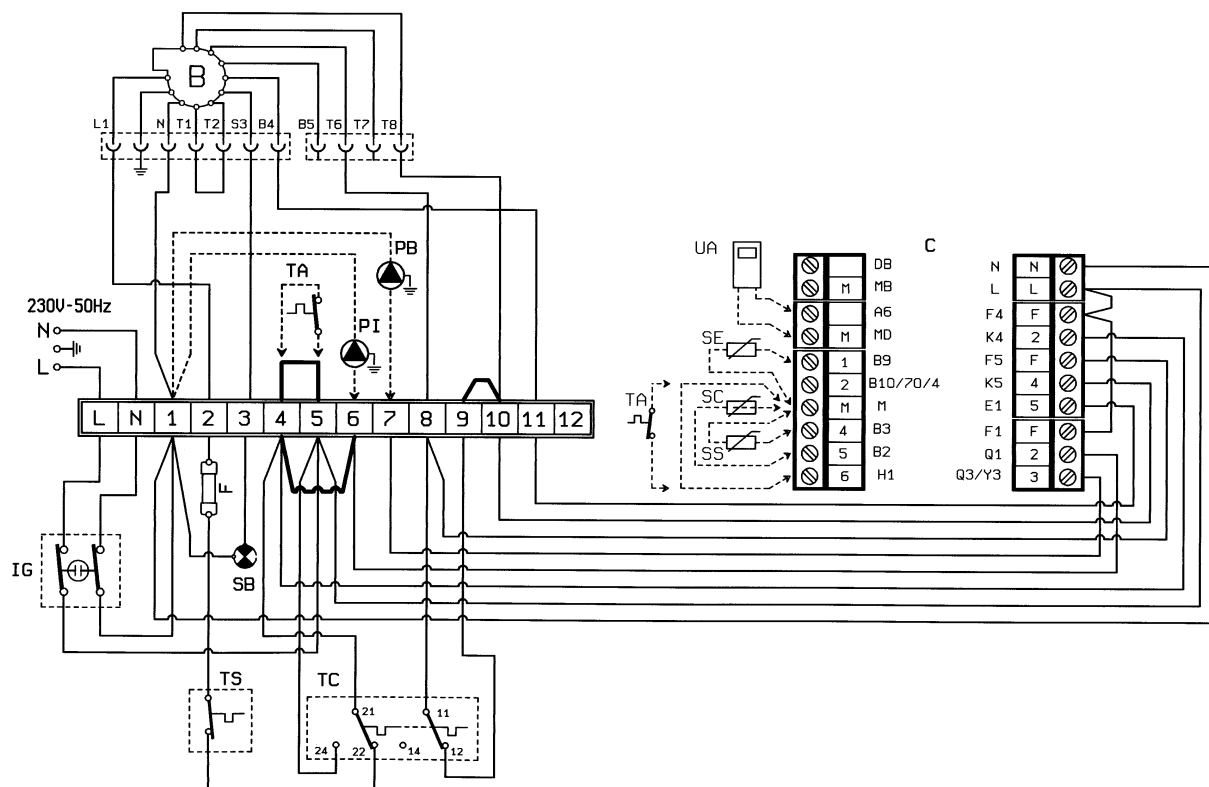 B
L1 N T1 T2 S3 B4 B5 T6 T7 T8
PB
TA
PI
230V-50Hz
N
L
L N 1 2 3 4 5 6 7 8 9 10 11 12
F
IG
SB
TS
TC
21 11
24 22 14 12
UA
C
SE
SC
SS
TA
DB
M MB
A6
M MD
1 B9
2 B10/70/4
M M
4 B3
5 B2
6 H1
N N
L L
F4 F
K4 2
F5 F
K5 4
E1 5
F1 F
Q1 2
Q3/Y3 3